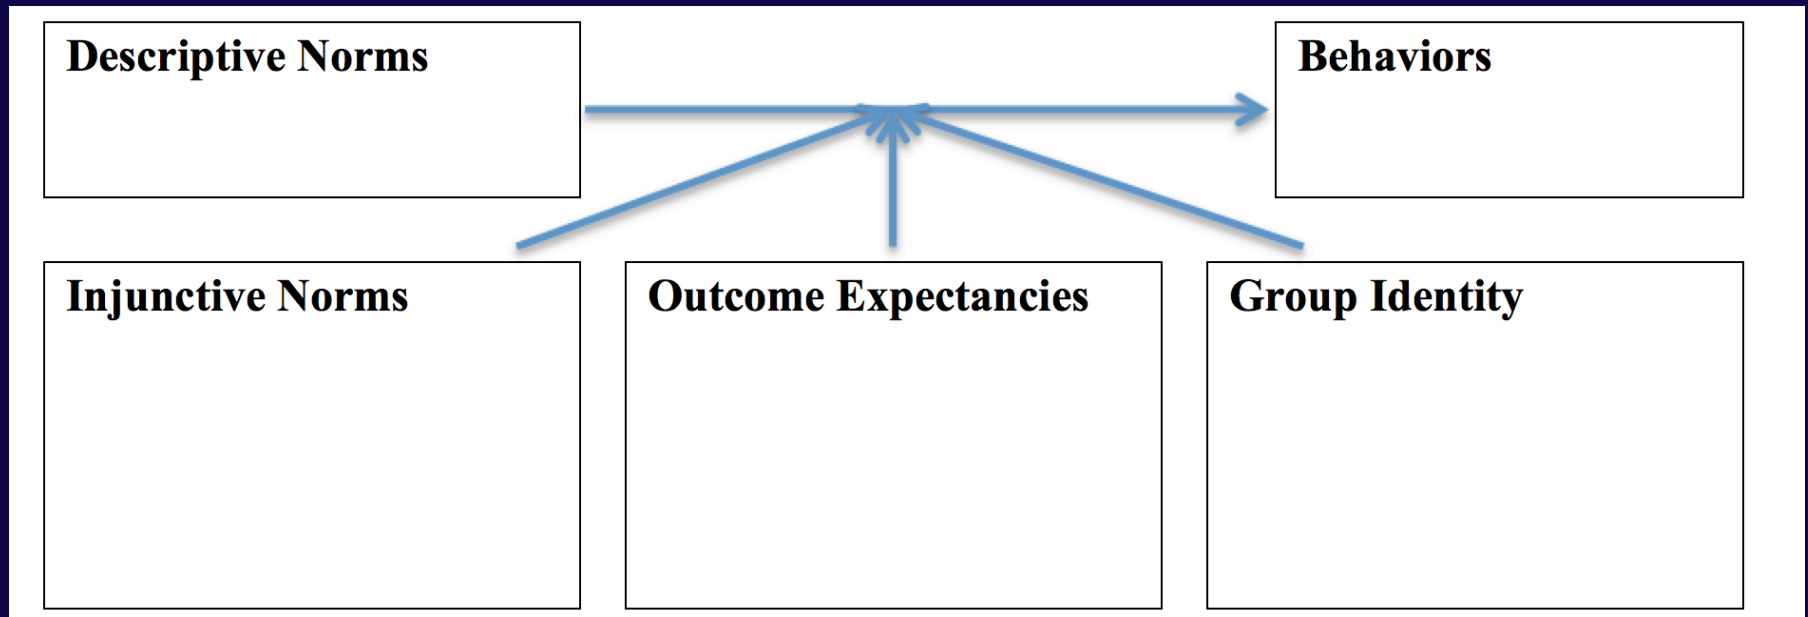 Descriptive Norms
Behaviors
Injunctive Norms
Outcome Expectancies
Group Identity